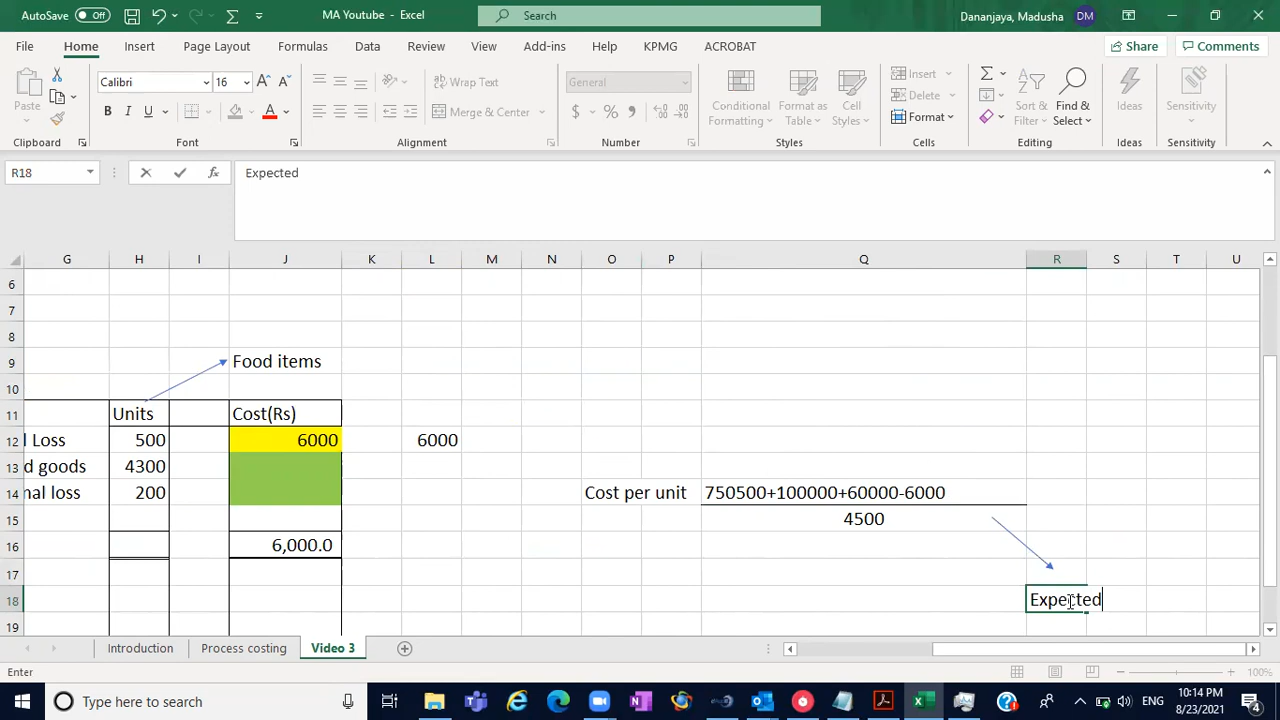 AutoSave Off MA Youtube - Excel Search Dananjaya, Madusha DM
File Home Insert Page Layout Formulas Data Review View Add-ins Help KPMG ACROBAT Share Comments
Calibri 16 A A Wrap Text General Insert
Paste B I U A Merge & Center $ % Conditional Formatting Format as Table Cell Styles Delete Format Sort & Filter Find & Select Ideas Sensitivity
Clipboard Font Alignment Number Styles Cells Editing Ideas Sensitivity
R18 fx Expected
G H I J K L M N O P Q R S T U
6
7
8
9 Food items
10
11 Units Cost(Rs)
12 l Loss 500 6000 6000
13 d goods 4300
14 nal loss 200 Cost per unit 750500+100000+60000-6000
15 4500
16 6,000.0
17
18 Expected
19
Introduction Process costing Video 3
Enter 100%
Type here to search ENG 10:14 PM
8/23/2021 4